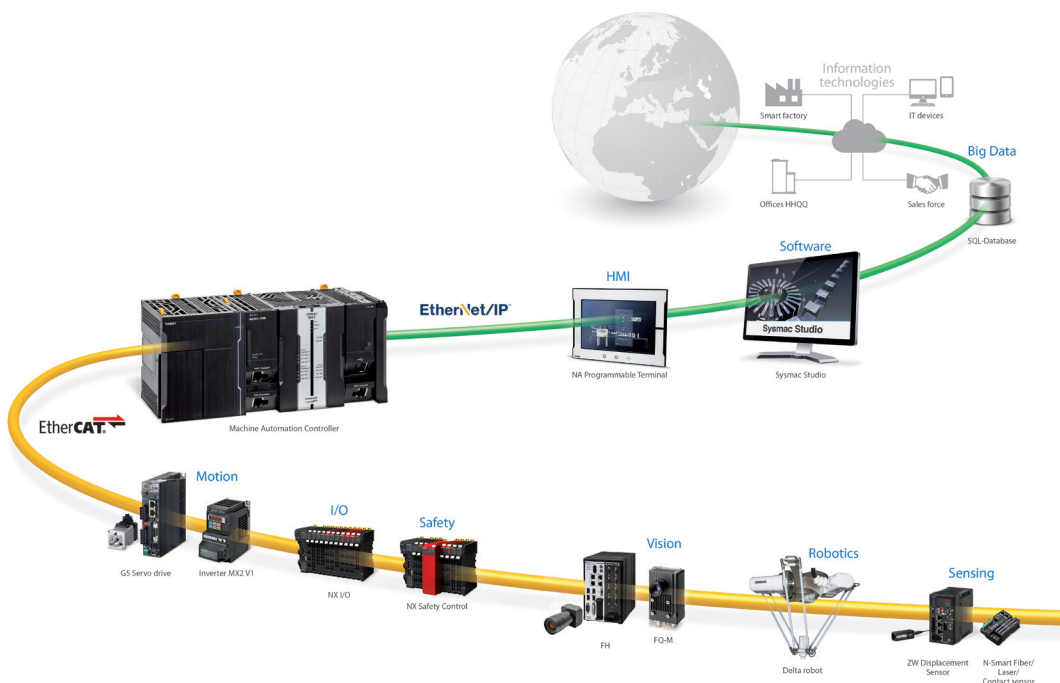 Information
technologies
Smart factory
IT devices
Big Data
Offices HHQQ
Sales force
SQL-Database
Software
HMI
EtherNet/IP™
Sysmac Studio
NA Programmable Terminal
Sysmac Studio
Machine Automation Controller
EtherCAT®
Motion
I/O
Safety
Vision
Robotics
Sensing
G5 Servo drive
Inverter MX2 V1
NX I/O
NX Safety Control
FH
FQ-M
Delta robot
ZW Displacement
Sensor
N-Smart Fiber/
Laser/
Contact sensor